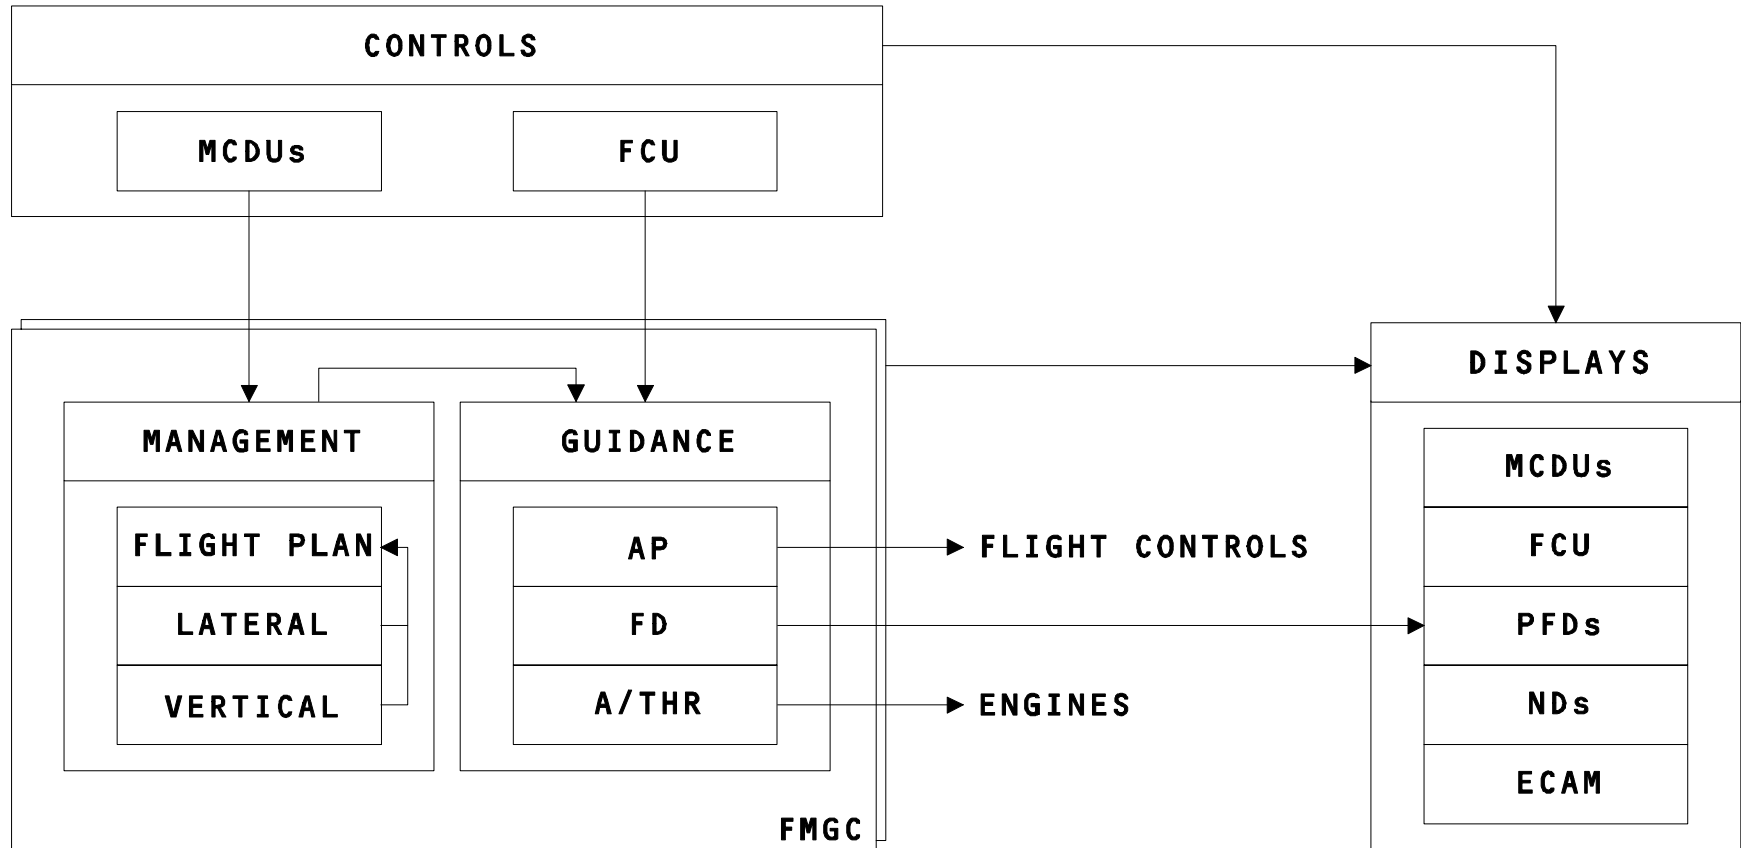 CONTROLS
MCDUs
FCU
DISPLAYS
MANAGEMENT
GUIDANCE
MCDUs
FLIGHT PLAN
AP
FLIGHT CONTROLS
FCU
LATERAL
FD
PFDs
VERTICAL
A/THR
ENGINES
NDs
ECAM
FMGC